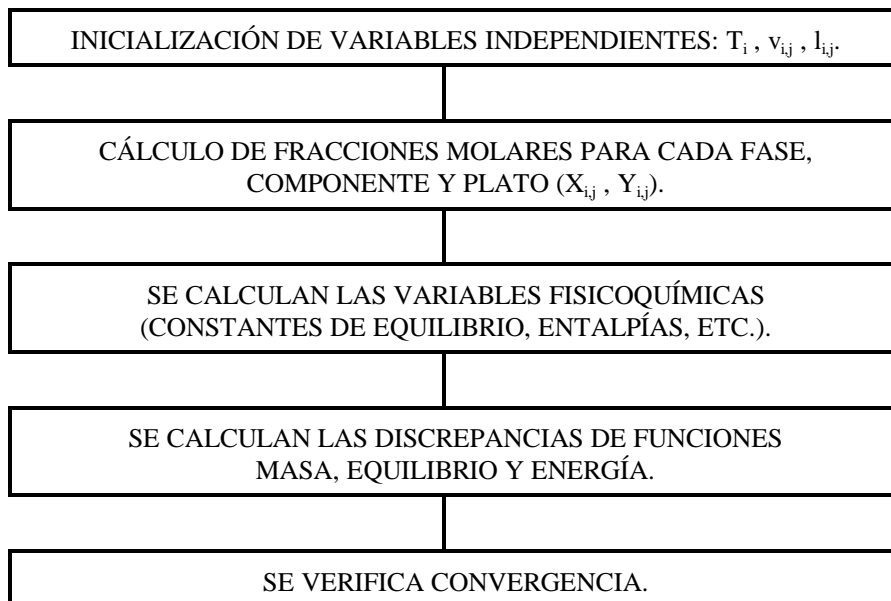 INICIALIZACIÓN DE VARIABLES INDEPENDIENTES: Ti , vi,j , li,j.
CÁLCULO DE FRACCIONES MOLARES PARA CADA FASE,
COMPONENTE Y PLATO (Xi,j , Yi,j).
SE CALCULAN LAS VARIABLES FISICOQUÍMICAS
(CONSTANTES DE EQUILIBRIO, ENTALPÍAS, ETC.).
SE CALCULAN LAS DISCREPANCIAS DE FUNCIONES
MASA, EQUILIBRIO Y ENERGÍA.
SE VERIFICA CONVERGENCIA.